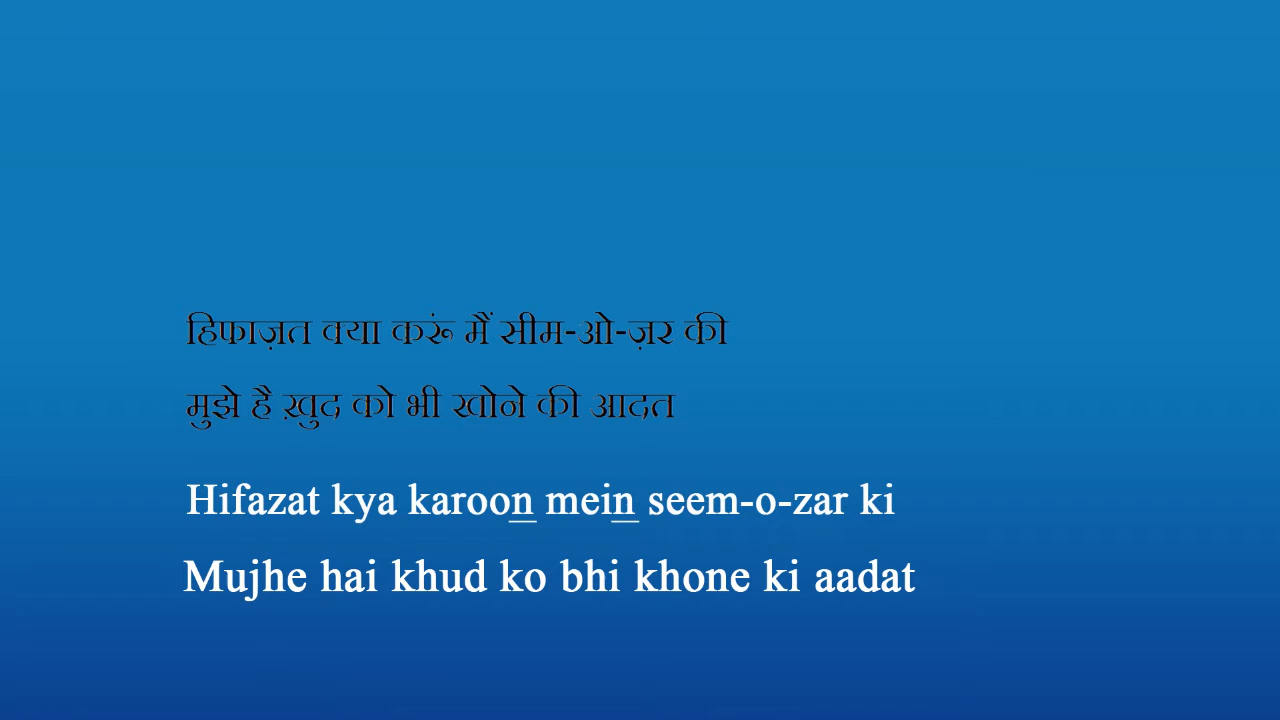 हिफाज़त क्या करूं मैं सीम-ओ-ज़र की
मुझे है ख़ुद को भी खोने की आदत
Hifazat kya karoon mein seem-o-zar ki
Mujhe hai khud ko bhi khone ki aadat